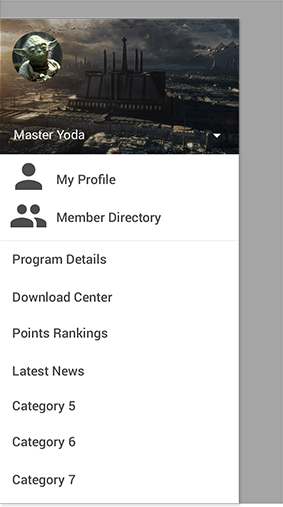 Master Yoda
My Profile
Member Directory
Program Details
Download Center
Points Rankings
Latest News
Category 5
Category 6
Category 7